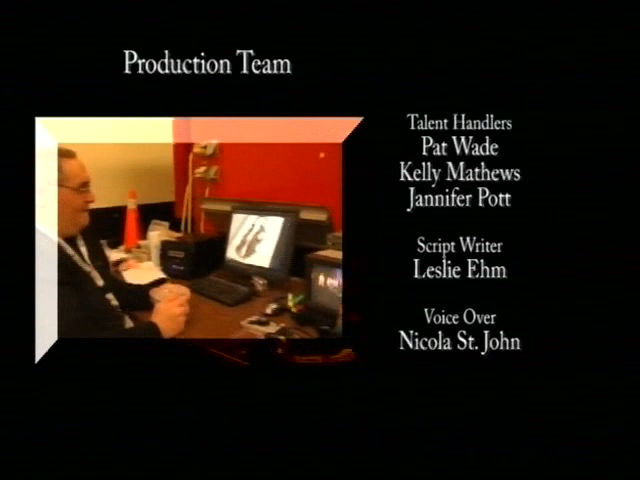 Production Team
Talent Handlers
Pat Wade
Kelly Mathews
Jannifer Pott
Script Writer
Leslie Ehm
Voice Over
Nicola St. John